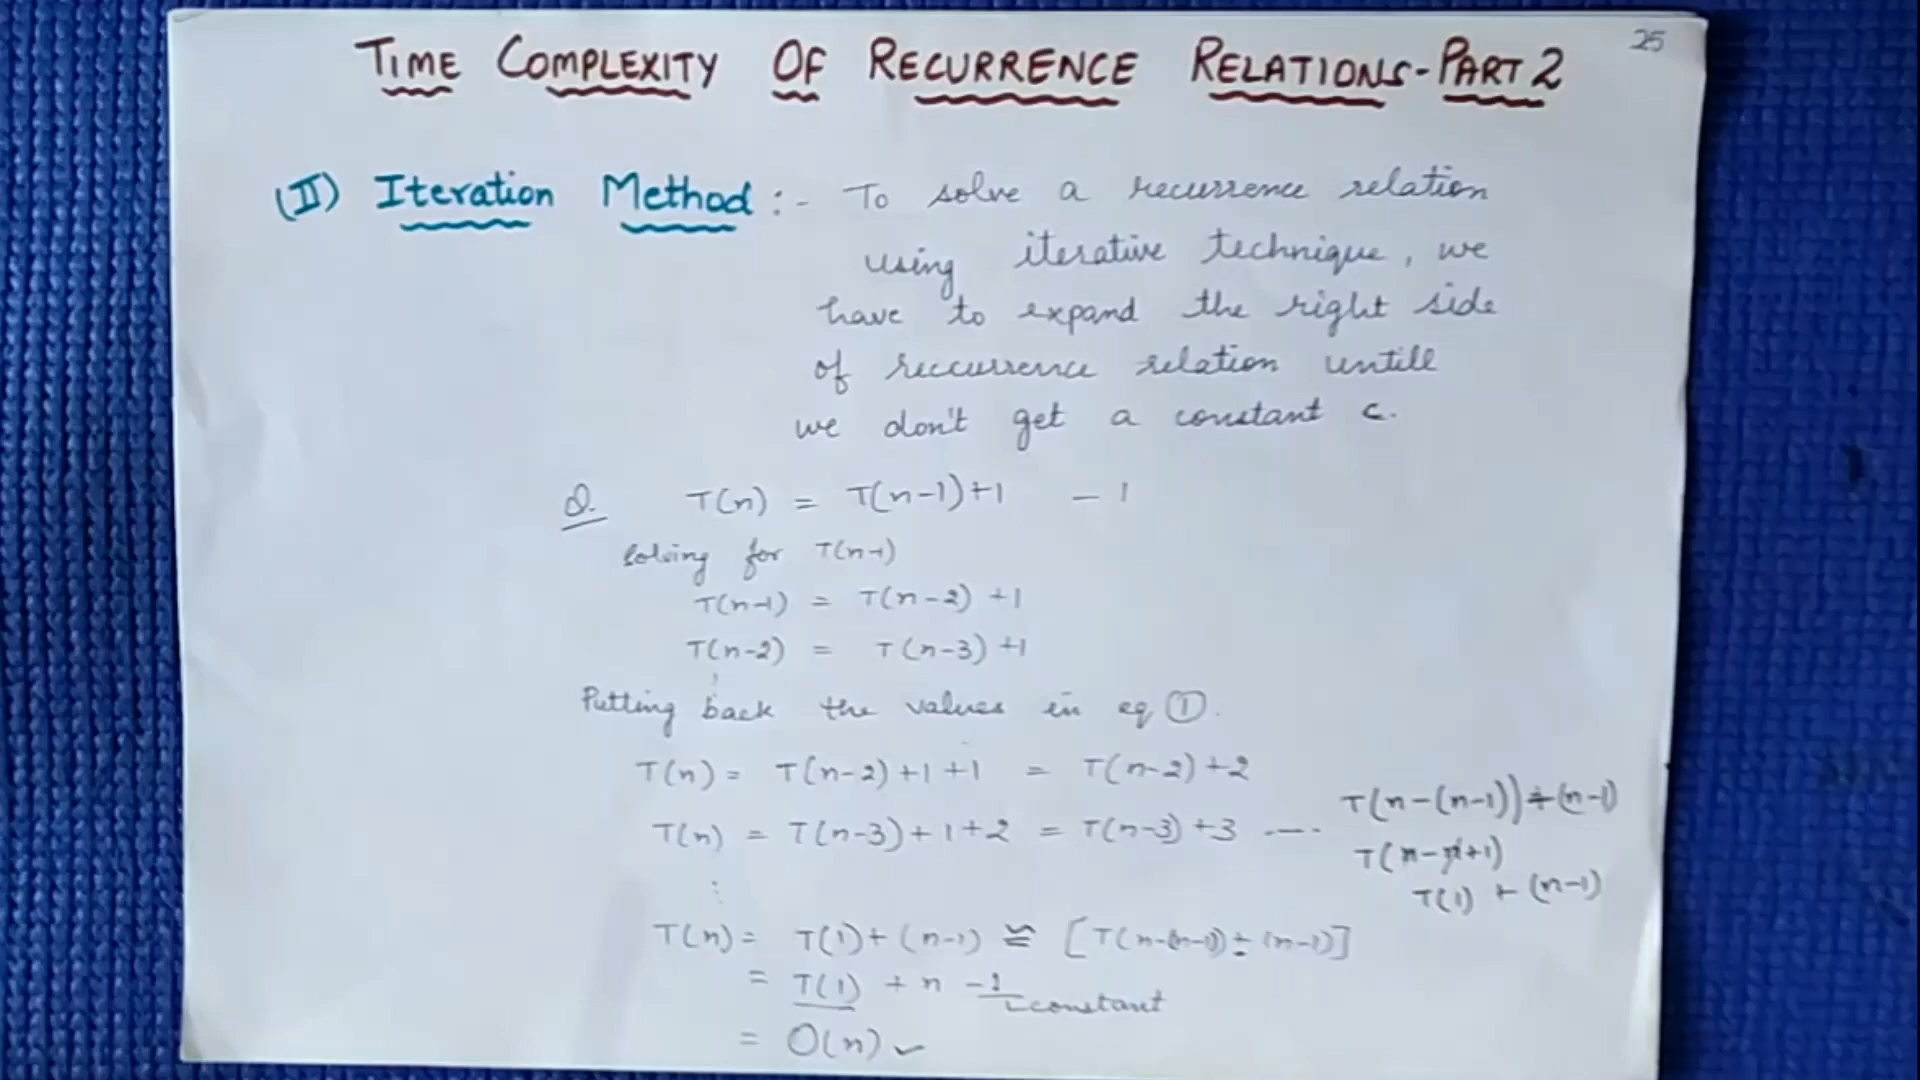 25
TIME COMPLEXITY OF RECURRENCE RELATIONS-PART 2
(II) Iteration Method :- To solve a recurrence relation
using iterative technique, we
have to expand the right side
of reccurrence relation untill
we don't get a constant c.
Q. T(n) = T(n-1)+1 - 1
Solving for T(n-1)
T(n-1) = T(n-2) +1
T(n-2) = T(n-3) +1
Putting back the values in eq ①.
T(n) = T(n-2)+1+1 = T(n-2)+2
T(n) = T(n-3)+1+2 = T(n-3)+3 ----
T(n-(n-1))+(n-1)
T(n-n+1)
T(1) + (n-1)
T(n) = T(1)+(n-1) ≌ [T(n-(n-1))+(n-1)]
= T(1) + n - 1
constant
= O(n) ✓